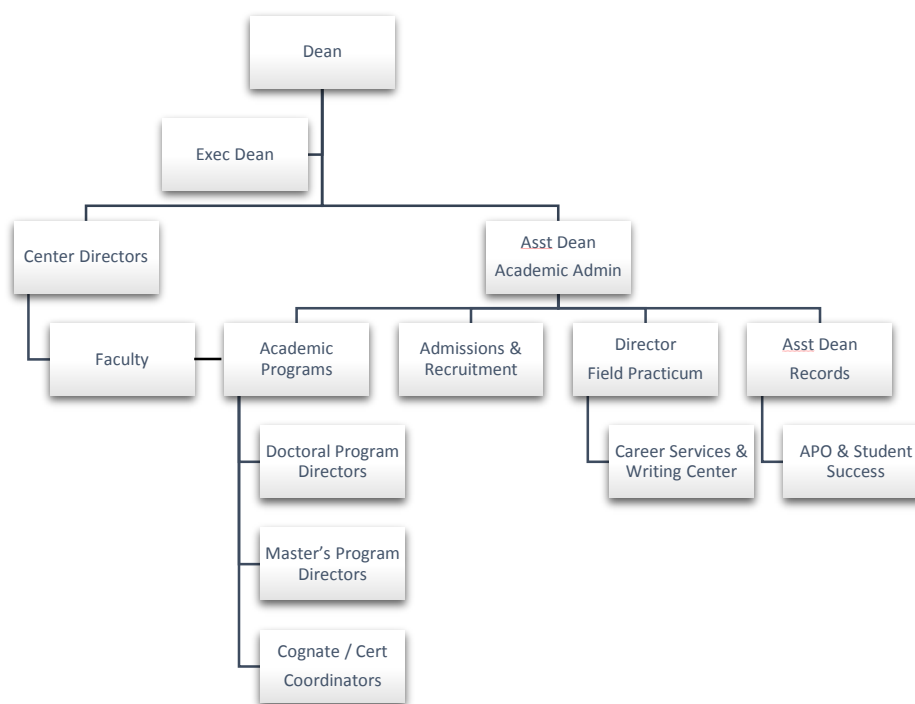 Dean
Exec Dean
Center Directors
Asst Dean
Academic Admin
Faculty
Academic
Programs
Admissions &
Recruitment
Director
Field Practicum
Asst Dean
Records
Doctoral Program
Directors
Career Services &
Writing Center
APO & Student
Success
Master's Program
Directors
Cognate / Cert
Coordinators